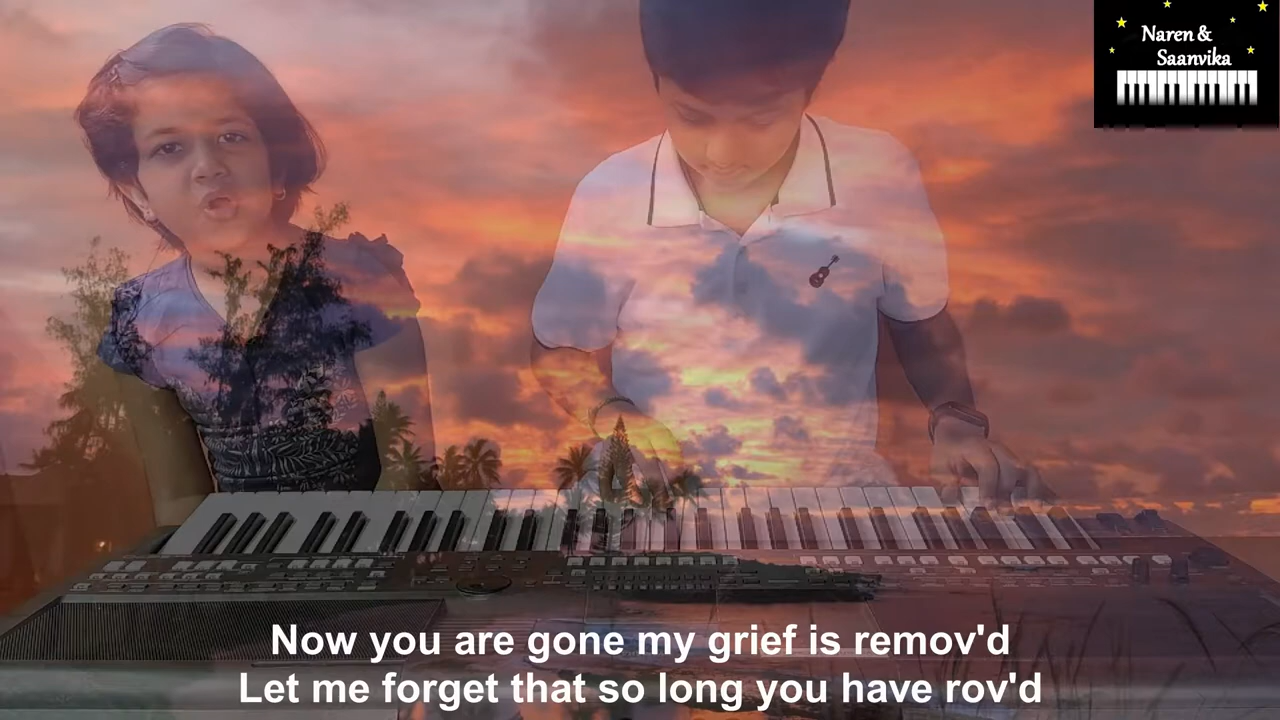 Naren &
Saanvika
Now you are gone my grief is remov'd
Let me forget that so long you have rov'd